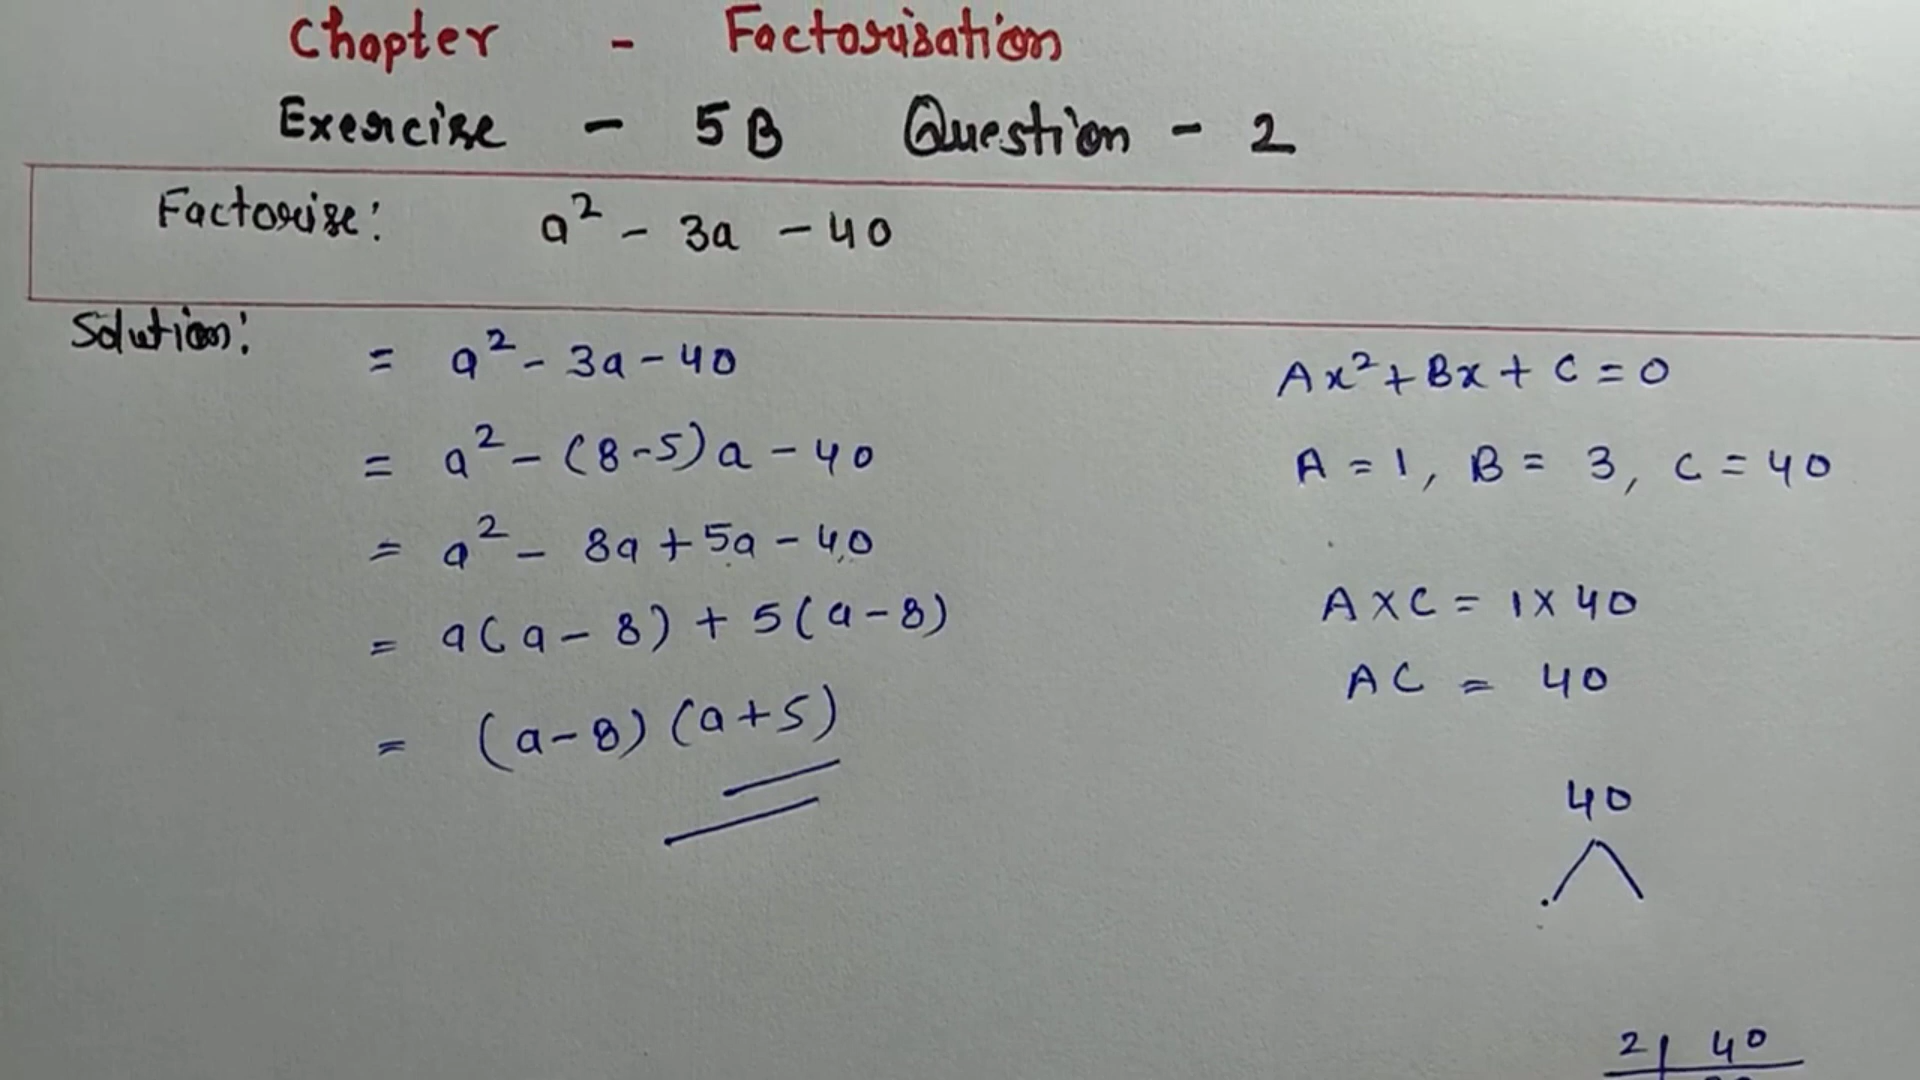 Chapter - Factorisation
Exercise - 5B Question - 2
Factorise: a² - 3a - 40
Solution:
= a² - 3a - 40
= a² - (8-5)a - 40
= a² - 8a + 5a - 40
= a(a - 8) + 5(a - 8)
= (a - 8) (a + 5)
Ax² + Bx + C = 0
A = 1, B = 3, C = 40
A X C = 1 X 40
AC = 40
40
2 | 40